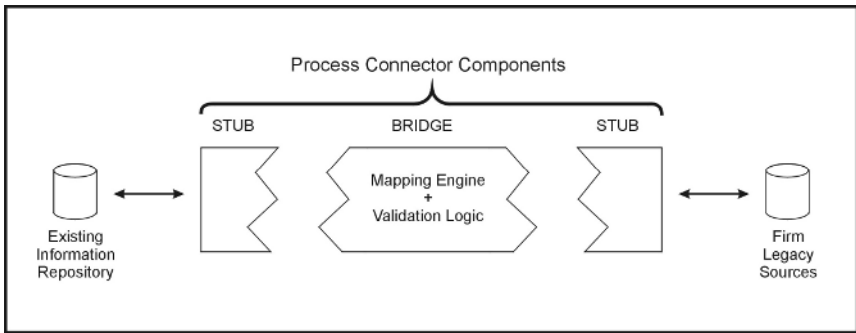 Process Connector Components
STUB
BRIDGE
STUB
Mapping Engine
+
Validation Logic
Existing
Information
Repository
Firm
Legacy
Sources